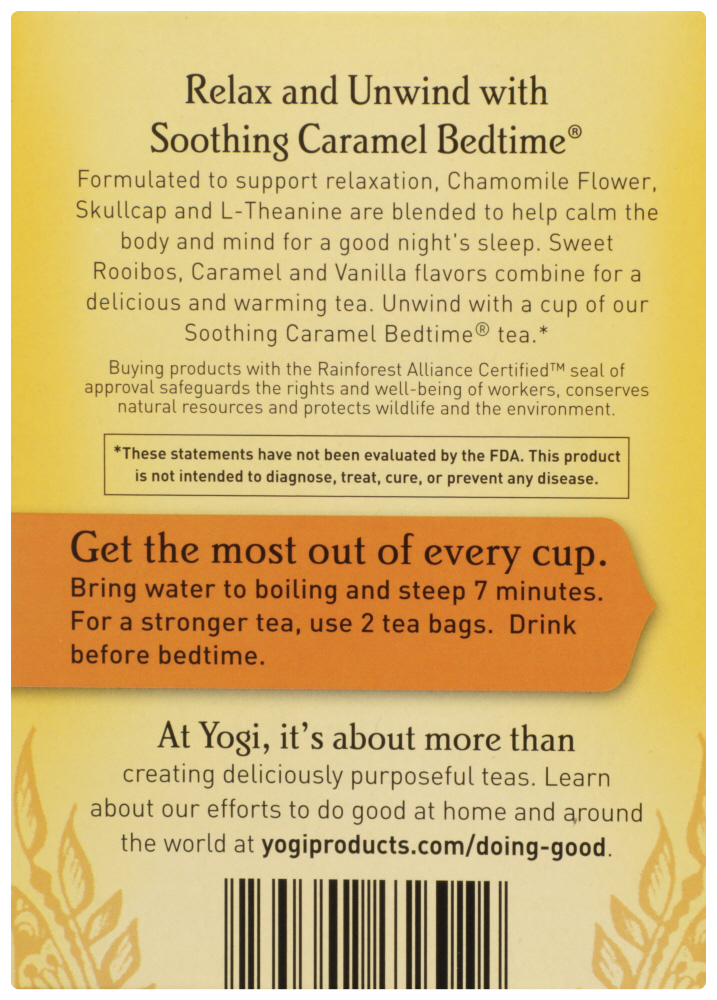 Relax and Unwind with
Soothing Caramel Bedtime®
Formulated to support relaxation, Chamomile Flower,
Skullcap and L-Theanine are blended to help calm the
body and mind for a good night's sleep. Sweet
Rooibos, Caramel and Vanilla flavors combine for a
delicious and warming tea. Unwind with a cup of our
Soothing Caramel Bedtime® tea.*
Buying products with the Rainforest Alliance Certified™ seal of
approval safeguards the rights and well-being of workers, conserves
natural resources and protects wildlife and the environment.
*These statements have not been evaluated by the FDA. This product
is not intended to diagnose, treat, cure, or prevent any disease.
Get the most out of every cup.
Bring water to boiling and steep 7 minutes.
For a stronger tea, use 2 tea bags. Drink
before bedtime.
At Yogi, it's about more than
creating deliciously purposeful teas. Learn
about our efforts to do good at home and around
the world at yogiproducts.com/doing-good.